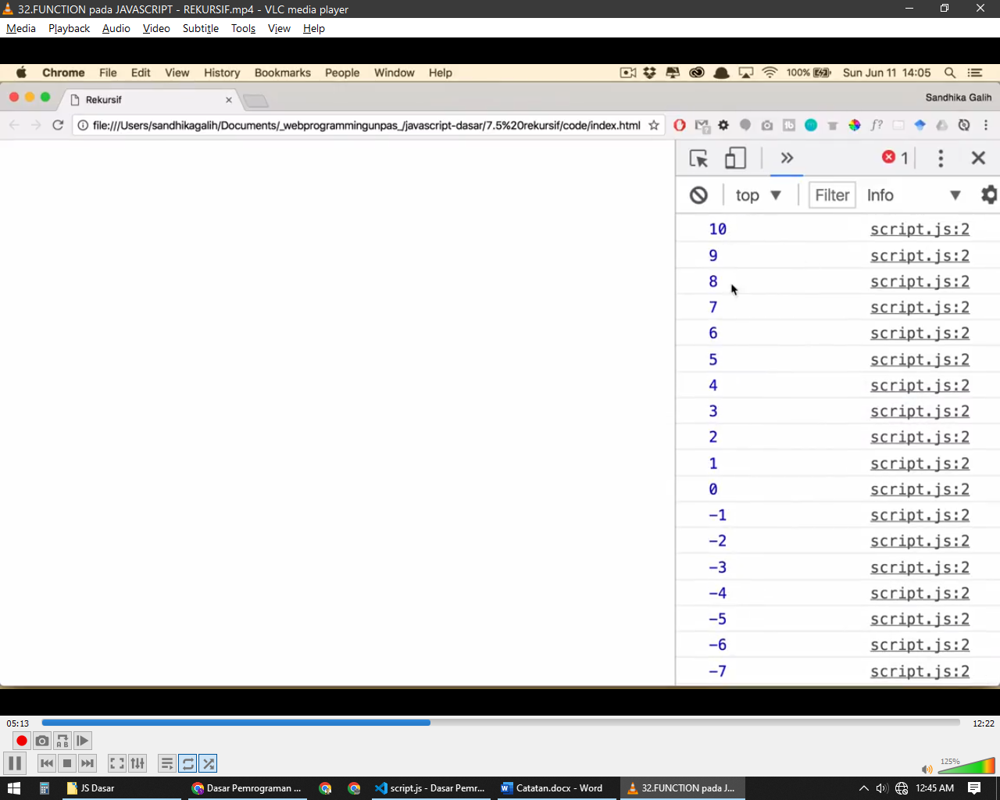 32.FUNCTION pada JAVASCRIPT - REKURSIF.mp4 - VLC media player
Media Playback Audio Video Subtitle Tools View Help
Chrome File Edit View History Bookmarks People Window Help 100% Sun Jun 11 14:05
Rekursif Sandhika Galih
file:///Users/sandhikagalih/Documents/_webprogrammingunpas_/javascript-dasar/7.5%20rekursif/code/index.html
1
top Filter Info
10 script.js:2
9 script.js:2
8 script.js:2
7 script.js:2
6 script.js:2
5 script.js:2
4 script.js:2
3 script.js:2
2 script.js:2
1 script.js:2
0 script.js:2
-1 script.js:2
-2 script.js:2
-3 script.js:2
-4 script.js:2
-5 script.js:2
-6 script.js:2
-7 script.js:2
05:13 12:22
125%
JS Dasar Dasar Pemrograman ... script.js - Dasar Pemr... Catatan.docx - Word 32.FUNCTION pada J... 12:45 AM